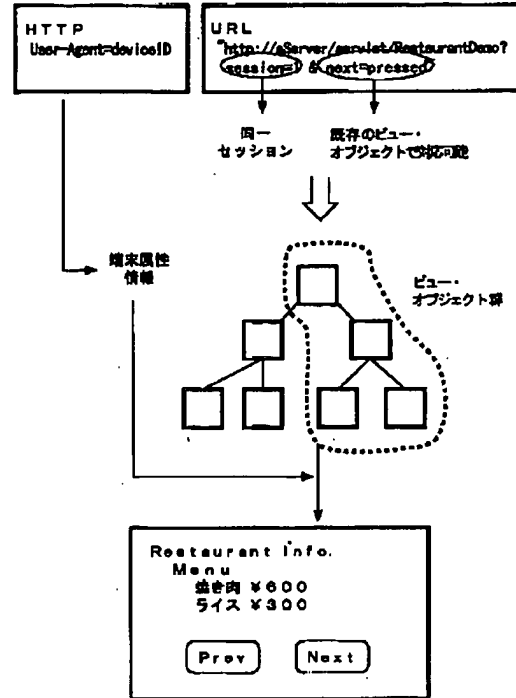 HTTP
User-Agent=deviceID
URL
"http://aServer/servlet/RestaurantDemo?
session=1 & next=pressed"
同一
セッション
既存のビュー・
オブジェクトで対応可能
端末属性
情報
ビュー・
オブジェクト群
Restaurant Info.
Menu
焼き肉 ¥600
ライス ¥300
Prev
Next